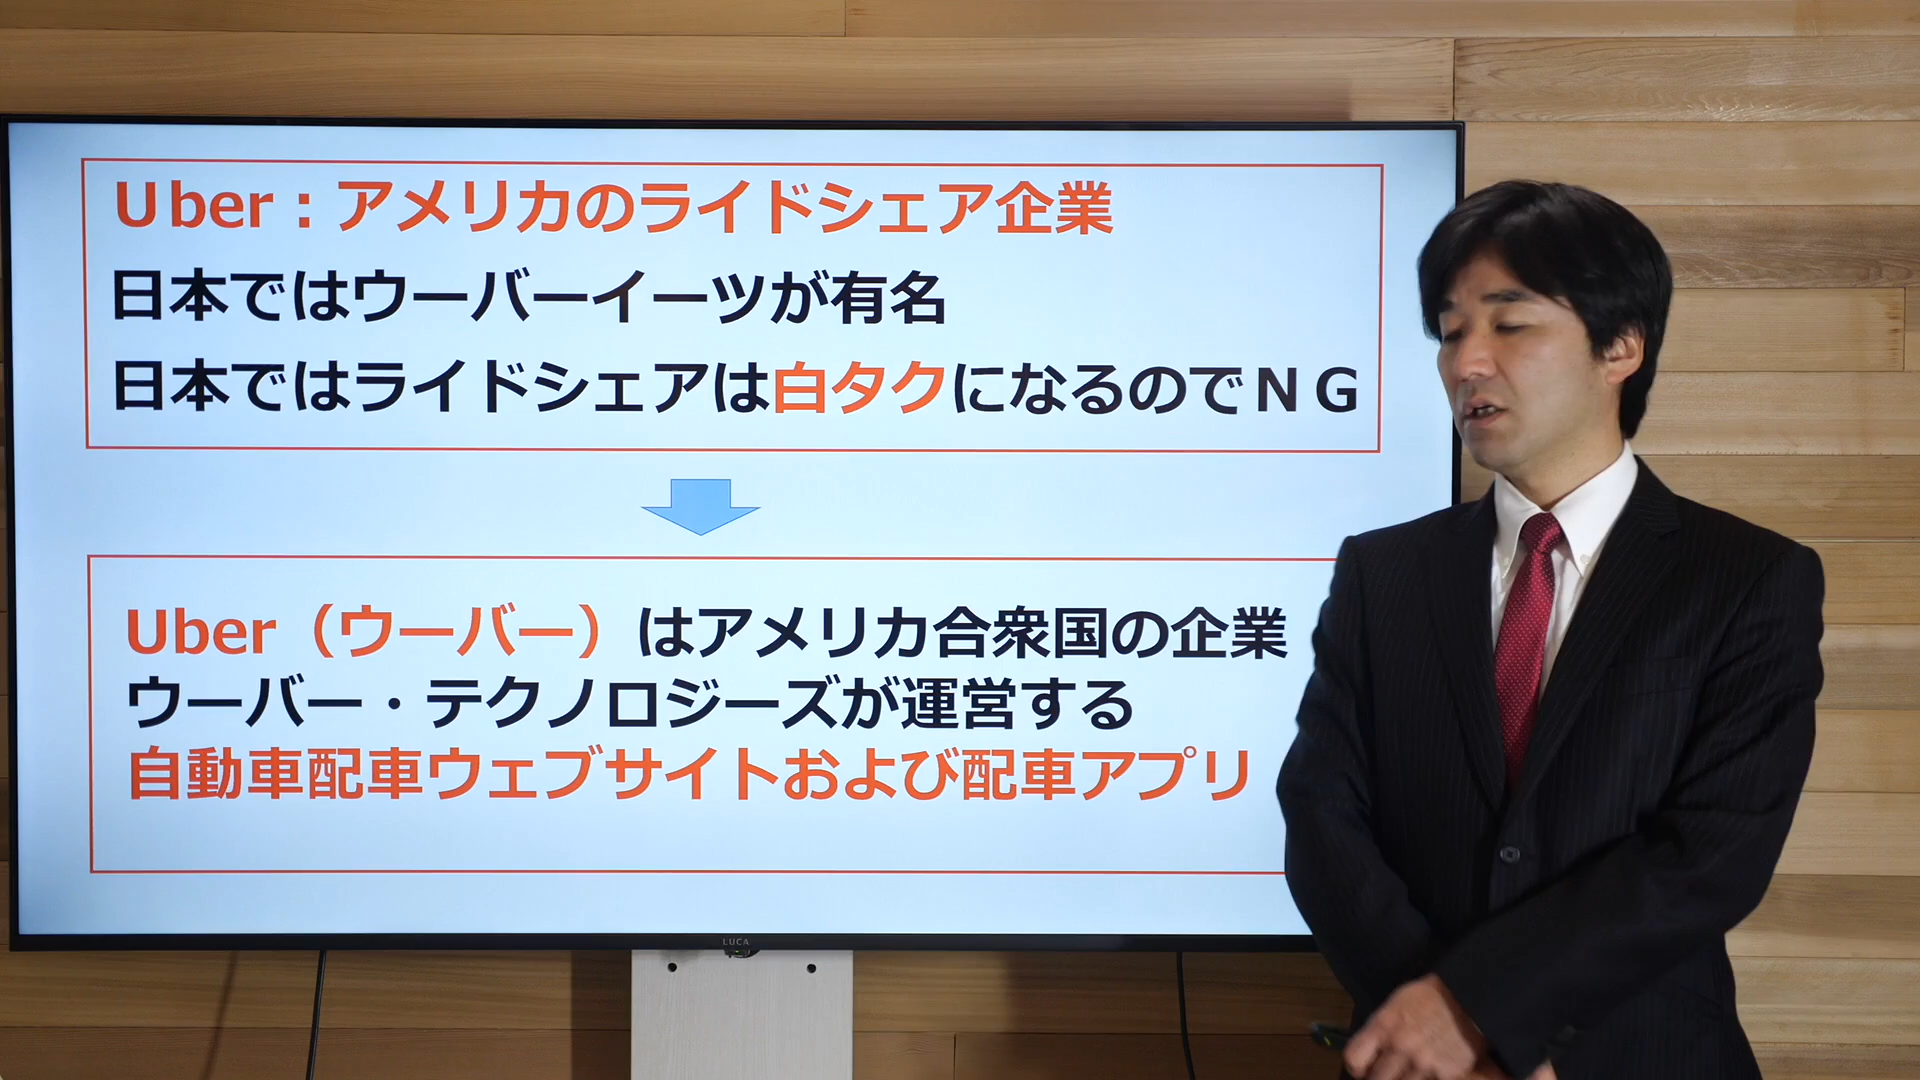 Uber：アメリカのライドシェア企業
日本ではウーバーイーツが有名
日本ではライドシェアは白タクになるのでＮＧ
Uber（ウーバー）はアメリカ合衆国の企業
ウーバー・テクノロジーズが運営する
自動車配車ウェブサイトおよび配車アプリ
LUCA